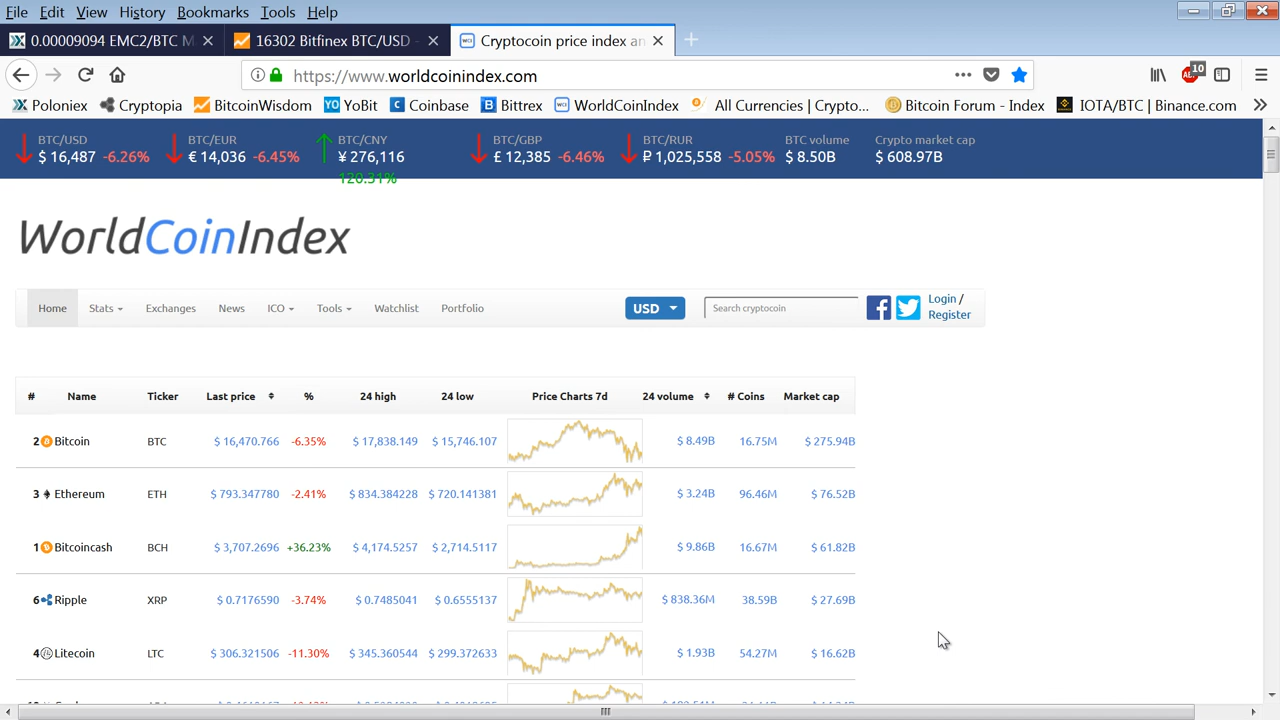 File Edit View History Bookmarks Tools Help
0.00009094 EMC2/BTC M 16302 Bitfinex BTC/USD - Cryptocoin price index an
https://www.worldcoinindex.com 10
Poloniex Cryptopia BitcoinWisdom YoBit Coinbase Bittrex WorldCoinIndex All Currencies | Crypto... Bitcoin Forum - Index IOTA/BTC | Binance.com
BTC/USD BTC/EUR BTC/CNY BTC/GBP BTC/RUR BTC volume Crypto market cap
$ 16,487 -6.26% € 14,036 -6.45% ¥ 276,116 £ 12,385 -6.46% ₽ 1,025,558 -5.05% $ 8.50B $ 608.97B
120.31%
WorldCoinIndex
Home Stats Exchanges News ICO Tools Watchlist Portfolio USD Search cryptocoin Login /
Register
# Name Ticker Last price % 24 high 24 low Price Charts 7d 24 volume # Coins Market cap
2 Bitcoin BTC $ 16,470.766 -6.35% $ 17,838.149 $ 15,746.107 $ 8.49B 16.75M $ 275.94B
3 Ethereum ETH $ 793.347780 -2.41% $ 834.384228 $ 720.141381 $ 3.24B 96.46M $ 76.52B
1 Bitcoincash BCH $ 3,707.2696 +36.23% $ 4,174.5257 $ 2,714.5117 $ 9.86B 16.67M $ 61.82B
6 Ripple XRP $ 0.7176590 -3.74% $ 0.7485041 $ 0.6555137 $ 838.36M 38.59B $ 27.69B
4 Litecoin LTC $ 306.321506 -11.30% $ 345.360544 $ 299.372633 $ 1.93B 54.27M $ 16.62B